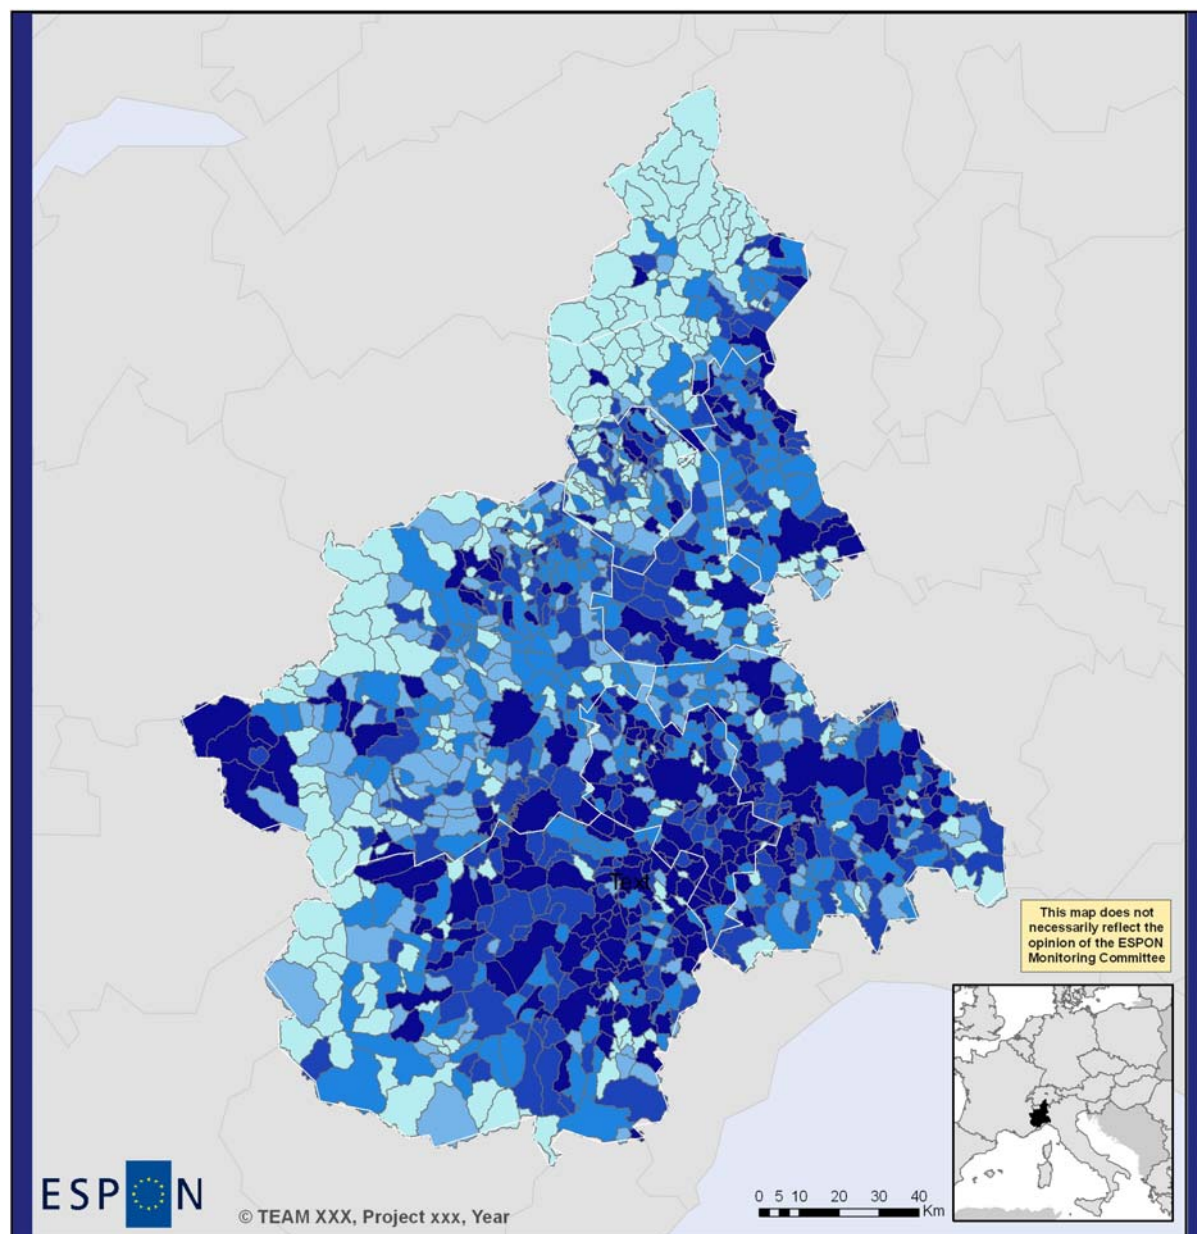 Text
This map does not
necessarily reflect the
opinion of the ESPON
Monitoring Committee
ESPON
© TEAM XXX, Project xxx, Year
0 5 10 20 30 40
Km